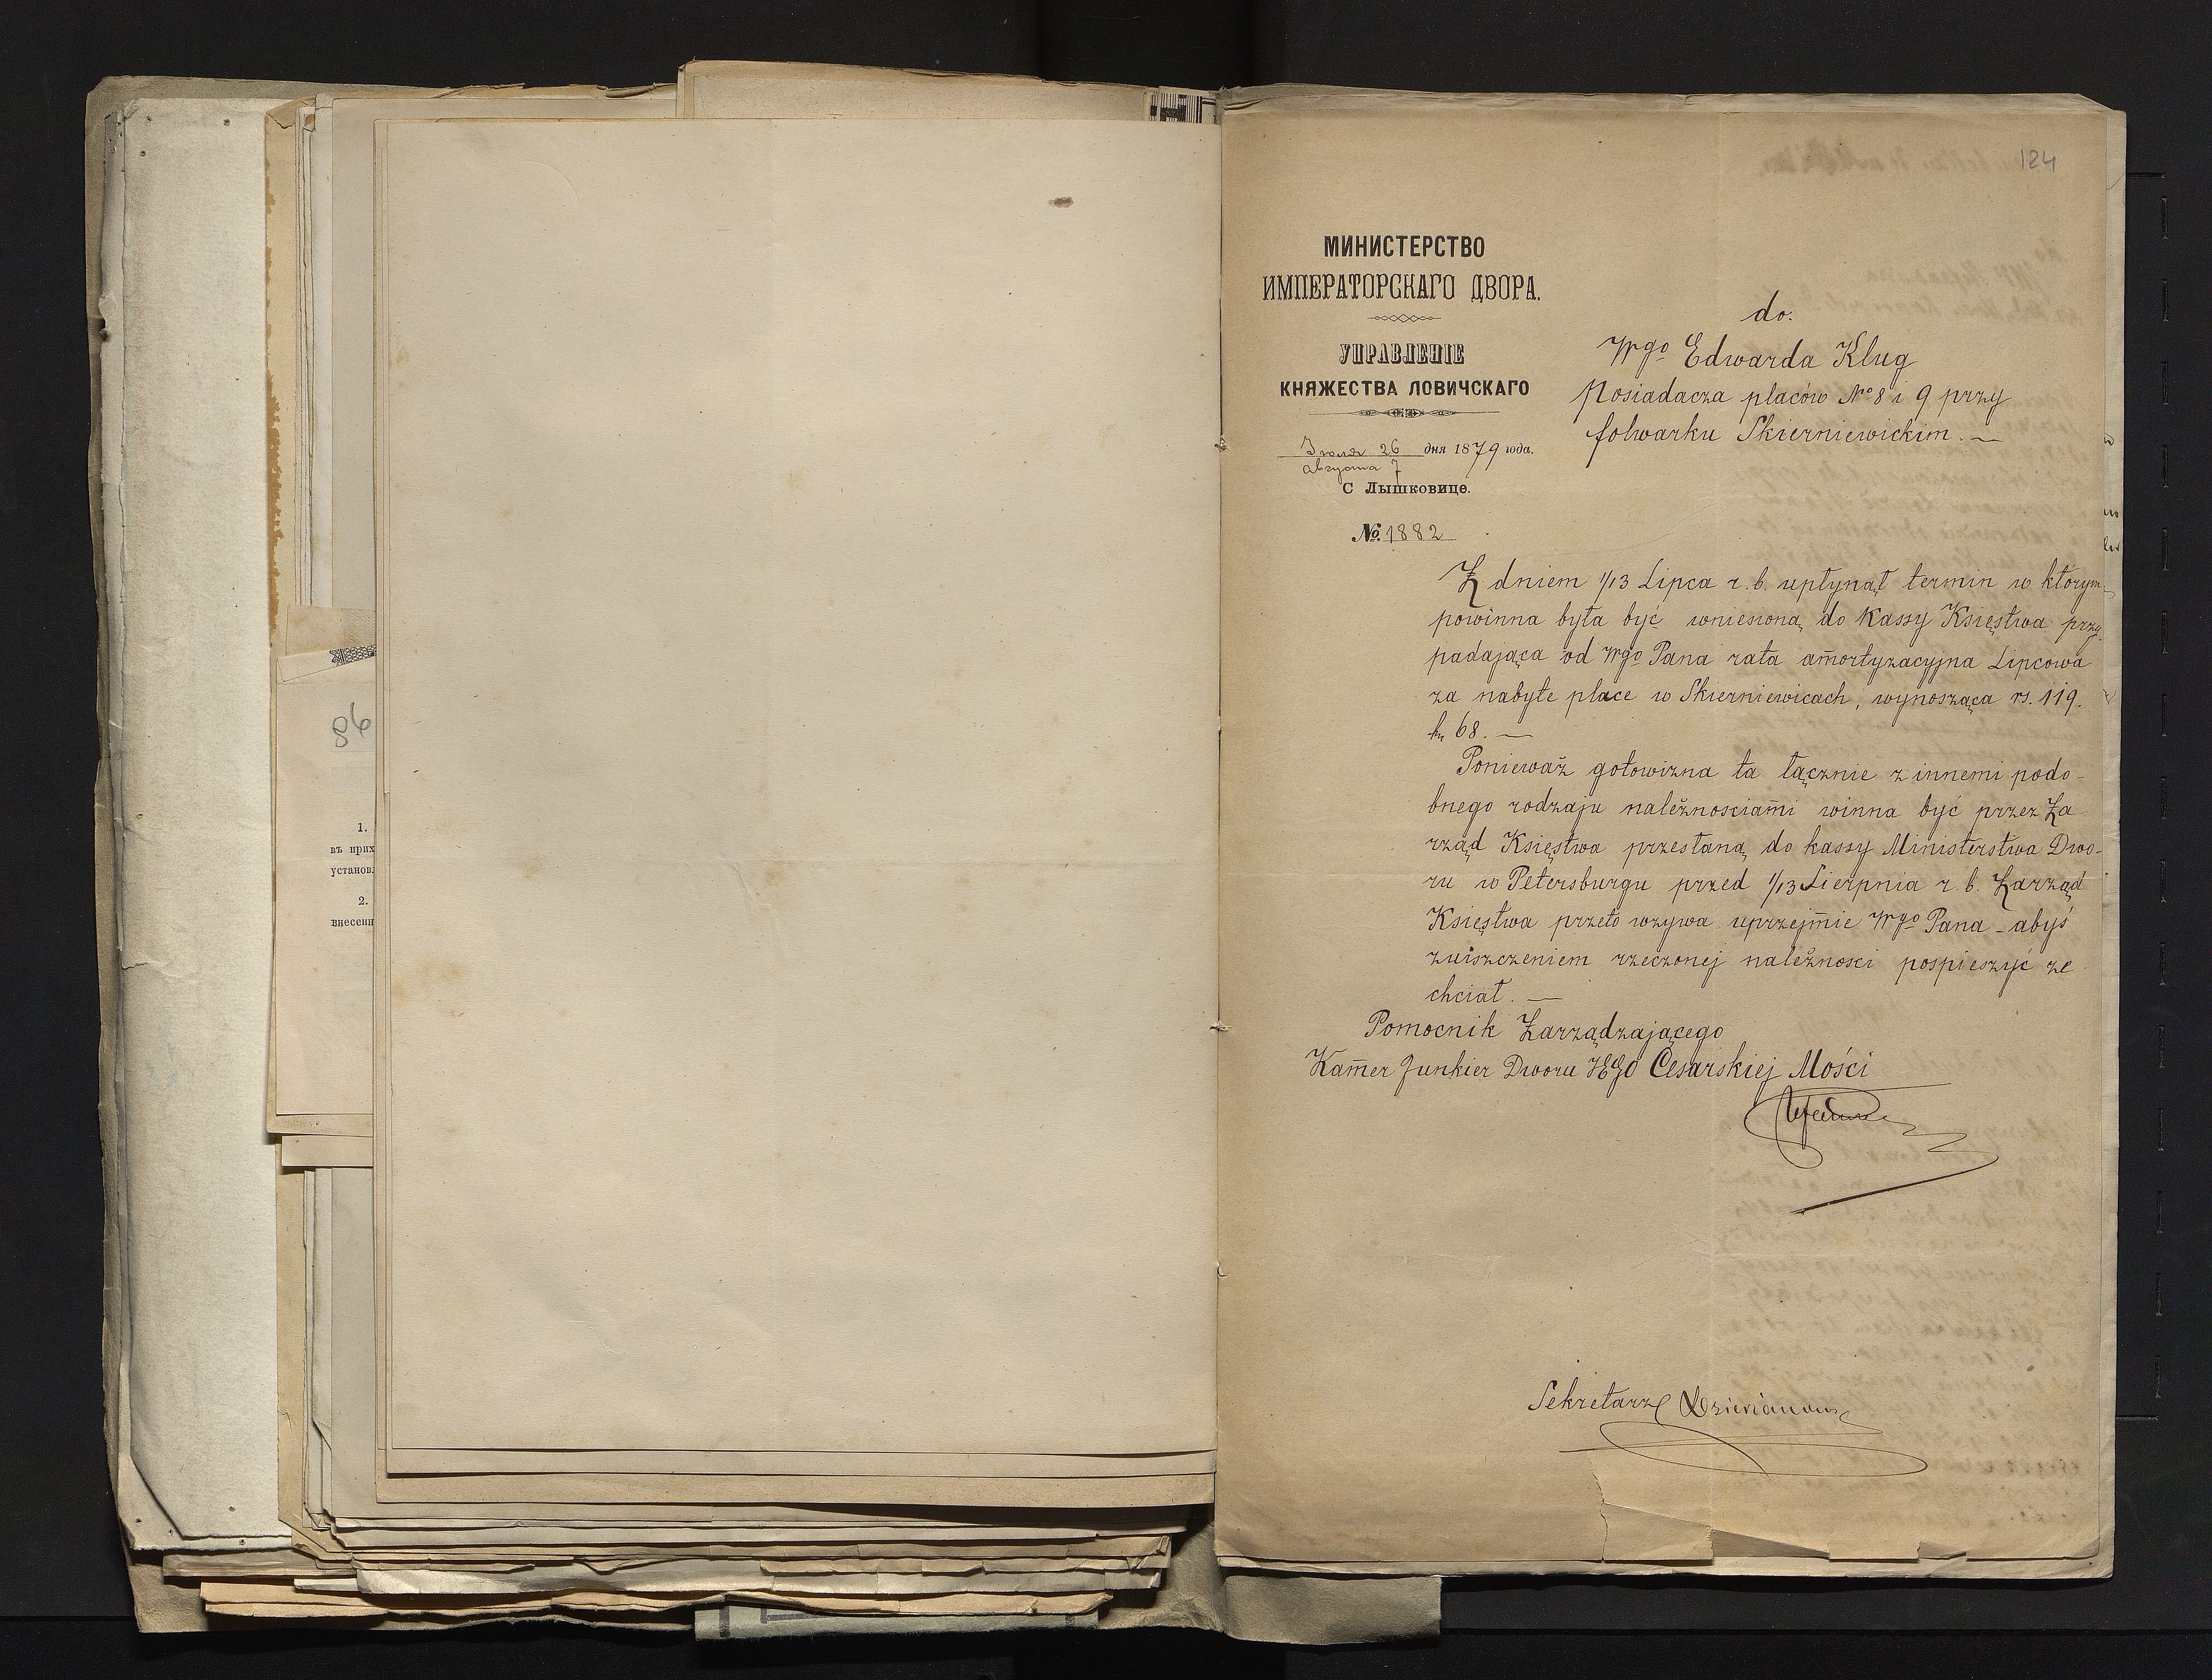 124
МИНИСТЕРСТВО
ИМПЕРАТОРСКАГО ДВОРА.
УПРАВЛЕНІЕ
КНЯЖЕСТВА ЛОВИЧСКАГО
Іюля 26 дня 1879 года.
Августа 7
С Лышковице.
№ 1882
do.
Wgo Edwarda Klug
Posiadacza placów No 8 i 9 przy
folwarku Skierniewickim. —
Z dniem 1/13 Lipca r. b. upłynął termin w którym
powinna była być wniesioną do Kassy Księstwa przy
padająca od Wgo Pana rata amortyzacyjna Lipcowa
za nabyte place w Skierniewicach, wynosząca rs. 119.
k. 68. —
Ponieważ gotowizna ta łącznie z innemi podo-
bnego rodzaju należnosciami winna być przez Za
rząd Księstwa przesłaną do kassy Ministerstwa Dwo-
ru w Petersburgu przed 1/13 Sierpnia r. b. Zarząd
Księstwa przeto wzywa uprzejmie Wgo Pana - abyś
zuiszczeniem rzeczonej należnosci pospieszyć ze
chciał. —
Pomocnik Zarządzającego
Kamer Junkier Dworu JEGO Cesarskiej Mości
Sekretarz
86
1.
въ прих
установ.
2.
внесенн